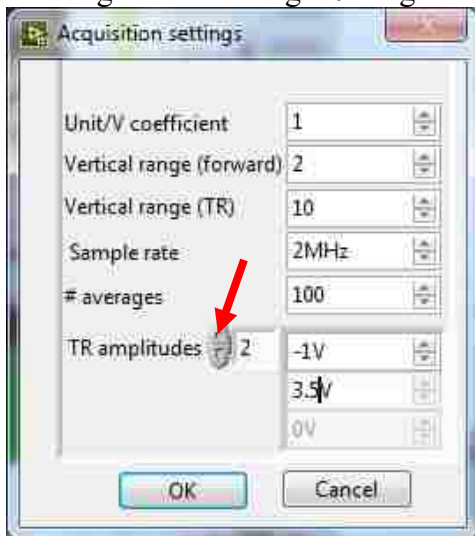 Acquisition settings
Unit/V coefficient 1
Vertical range (forward) 2
Vertical range (TR) 10
Sample rate 2MHz
# averages 100
TR amplitudes 2 -1V
3.5V
0V
OK Cancel